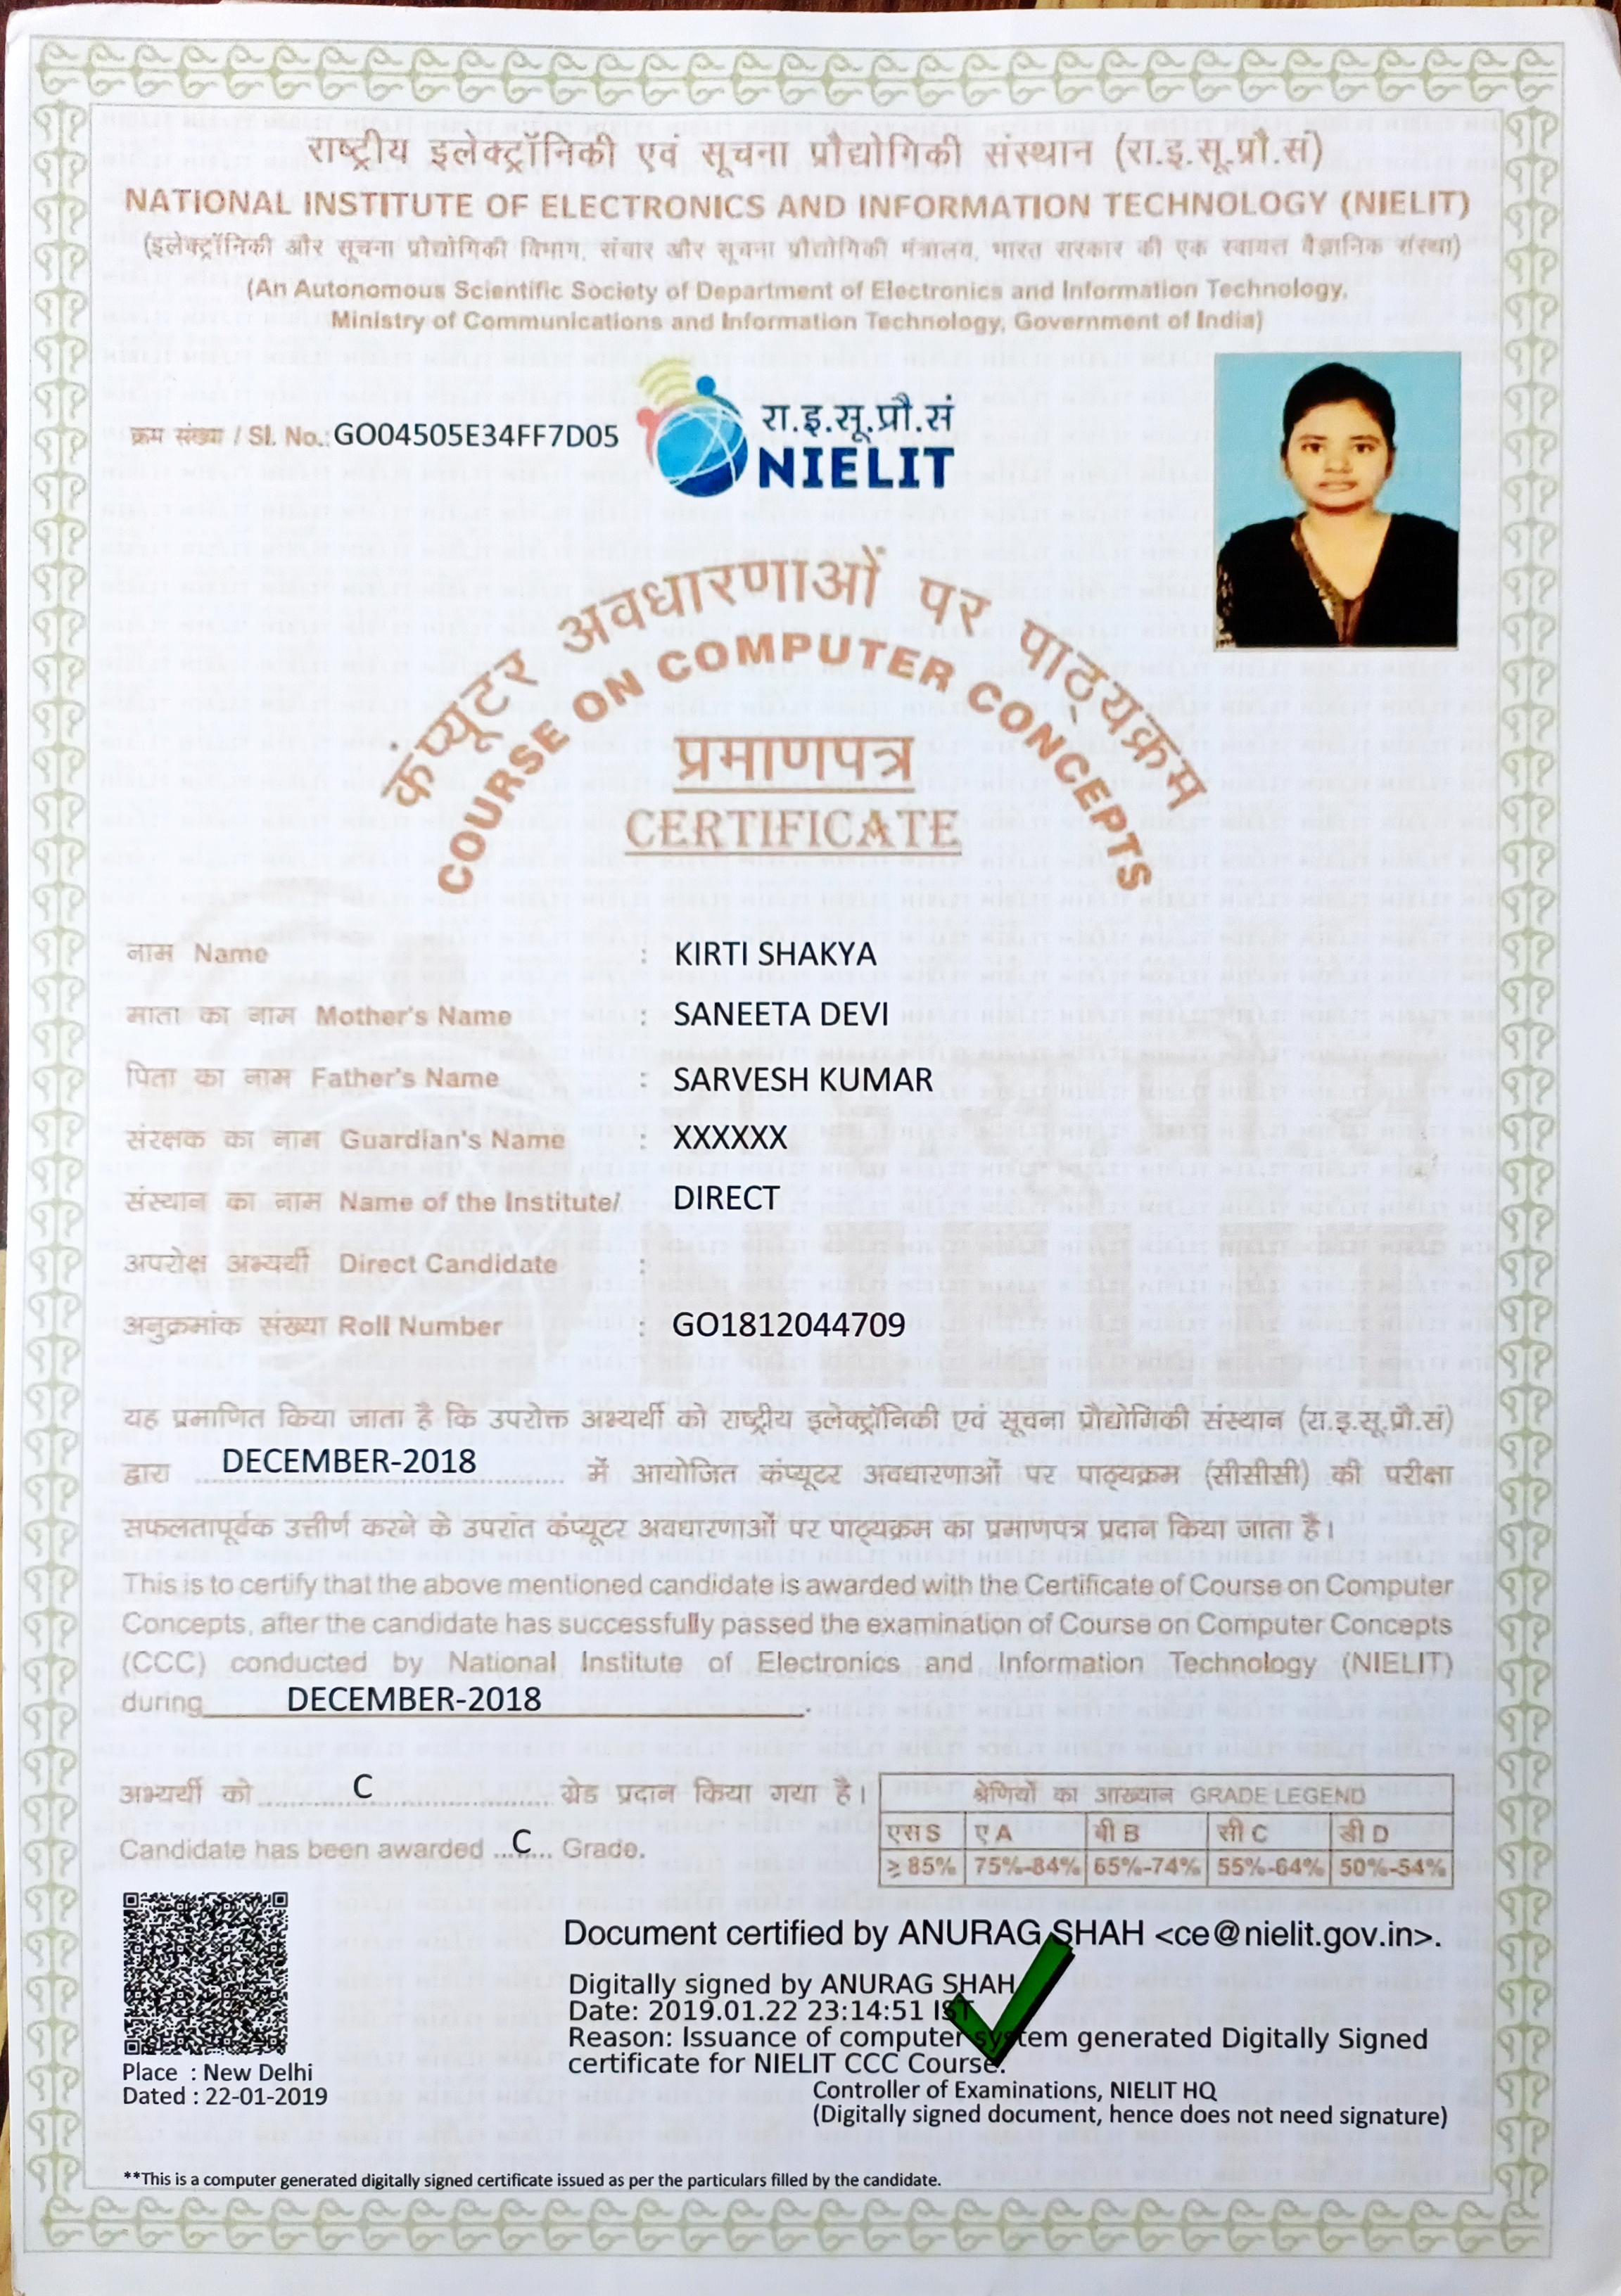 राष्ट्रीय इलेक्ट्रॉनिकी एवं सूचना प्रौद्योगिकी संस्थान (रा.इ.सू.प्रौ.सं)
NATIONAL INSTITUTE OF ELECTRONICS AND INFORMATION TECHNOLOGY (NIELIT)
(इलेक्ट्रॉनिकी और सूचना प्रौद्योगिकी विभाग, संचार और सूचना प्रौद्योगिकी मंत्रालय, भारत सरकार की एक स्वायत्त वैज्ञानिक संस्था)
(An Autonomous Scientific Society of Department of Electronics and Information Technology,
Ministry of Communications and Information Technology, Government of India)
क्रम संख्या / Sl. No.: GO04505E34FF7D05
रा.इ.सू.प्रौ.सं
NIELIT
कंप्यूटर अवधारणाओं पर पाठ्यक्रम
COURSE ON COMPUTER CONCEPTS
प्रमाणपत्र
CERTIFICATE
नाम Name : KIRTI SHAKYA
माता का नाम Mother's Name : SANEETA DEVI
पिता का नाम Father's Name : SARVESH KUMAR
संरक्षक का नाम Guardian's Name : XXXXXX
संस्थान का नाम Name of the Institute/ DIRECT
अपरोक्ष अभ्यर्थी Direct Candidate :
अनुक्रमांक संख्या Roll Number : GO1812044709
यह प्रमाणित किया जाता है कि उपरोक्त अभ्यर्थी को राष्ट्रीय इलेक्ट्रॉनिकी एवं सूचना प्रौद्योगिकी संस्थान (रा.इ.सू.प्रौ.सं)
द्वारा DECEMBER-2018 में आयोजित कंप्यूटर अवधारणाओं पर पाठ्यक्रम (सीसीसी) की परीक्षा
सफलतापूर्वक उत्तीर्ण करने के उपरांत कंप्यूटर अवधारणाओं पर पाठ्यक्रम का प्रमाणपत्र प्रदान किया जाता है।
This is to certify that the above mentioned candidate is awarded with the Certificate of Course on Computer
Concepts, after the candidate has successfully passed the examination of Course on Computer Concepts
(CCC) conducted by National Institute of Electronics and Information Technology (NIELIT)
during DECEMBER-2018.
अभ्यर्थी को C ग्रेड प्रदान किया गया है।
Candidate has been awarded ...C... Grade.
श्रेणियों का आख्यान GRADE LEGEND
एस S ए A बी B सी C डी D
≥ 85% 75%-84% 65%-74% 55%-64% 50%-54%
Document certified by ANURAG SHAH <ce@nielit.gov.in>.
Digitally signed by ANURAG SHAH
Date: 2019.01.22 23:14:51 IST
Reason: Issuance of computer system generated Digitally Signed
certificate for NIELIT CCC Course.
Place : New Delhi
Dated : 22-01-2019
Controller of Examinations, NIELIT HQ
(Digitally signed document, hence does not need signature)
**This is a computer generated digitally signed certificate issued as per the particulars filled by the candidate.